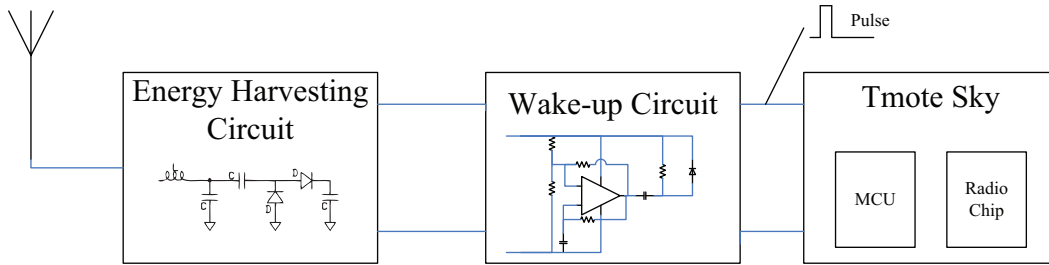 Pulse
Energy Harvesting
Circuit
Wake-up Circuit
Tmote Sky
L
C
D
C
D
C
MCU
Radio
Chip